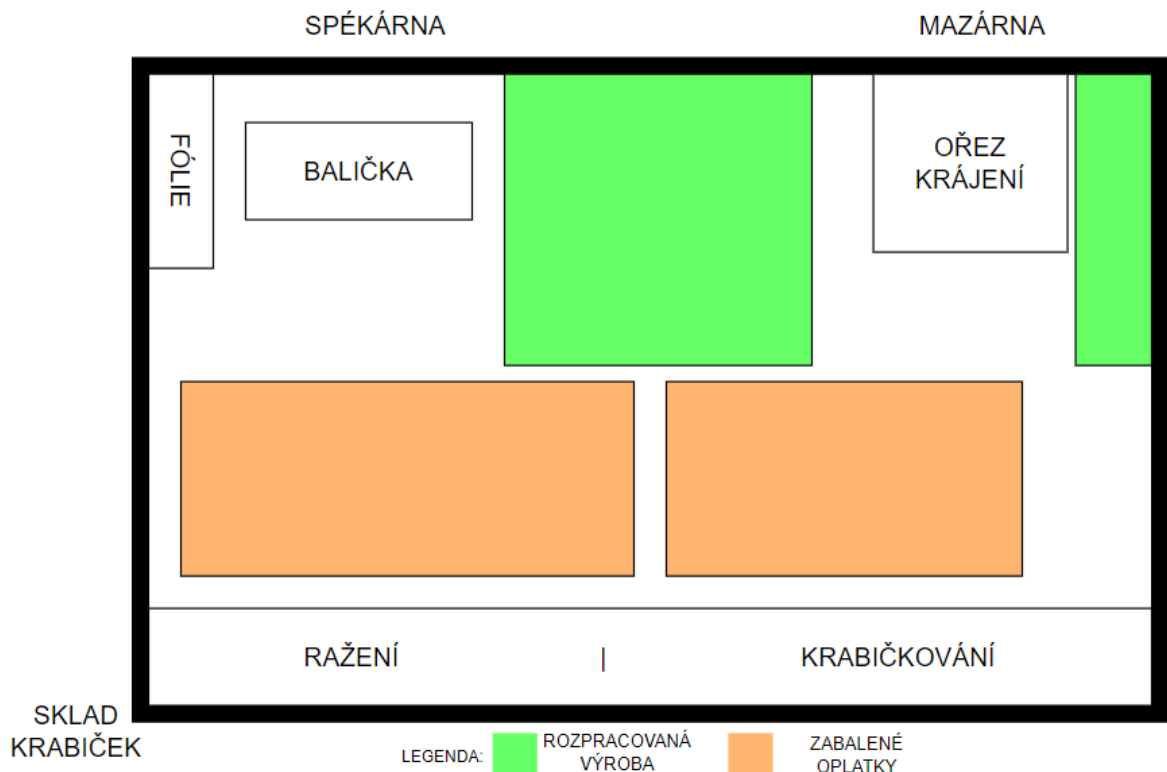 SPÉKÁRNA
MAZÁRNA
FÓLIE
BALIČKA
OŘEZ
KRÁJENÍ
RAŽENÍ | KRABIČKOVÁNÍ
SKLAD
KRABIČEK
LEGENDA:
ROZPRACOVANÁ
VÝROBA
ZABALENÉ
OPLATKY